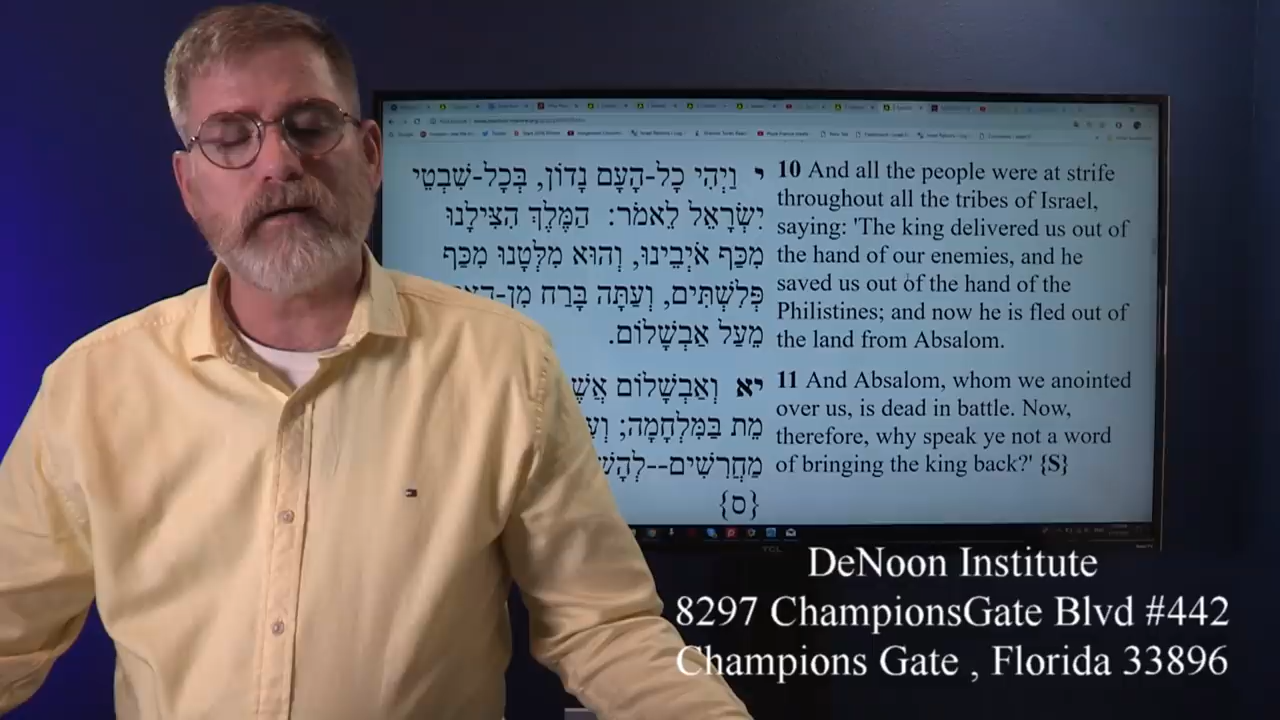 י וַיְהִי כָל-הָעָם נָדוֹן, בְּכָל-שִׁבְטֵי
יִשְׂרָאֵל לֵאמֹר: הַמֶּלֶךְ הִצִּילָנוּ
מִכַּף אֹיְבֵינוּ, וְהוּא מִלְּטָנוּ מִכַּף
פְּלִשְׁתִּים, וְעַתָּה בָּרַח מִן-
מֵעַל אַבְשָׁלוֹם.
10 And all the people were at strife
throughout all the tribes of Israel,
saying: 'The king delivered us out of
the hand of our enemies, and he
saved us out of the hand of the
Philistines; and now he is fled out of
the land from Absalom.
יא וְאַבְשָׁלוֹם
מֵת בַּמִּלְחָמָה;
מַחֲרִשִׁים--
{ס}
11 And Absalom, whom we anointed
over us, is dead in battle. Now,
therefore, why speak ye not a word
of bringing the king back?' {S}
TCL
DeNoon Institute
8297 ChampionsGate Blvd #442
Champions Gate , Florida 33896